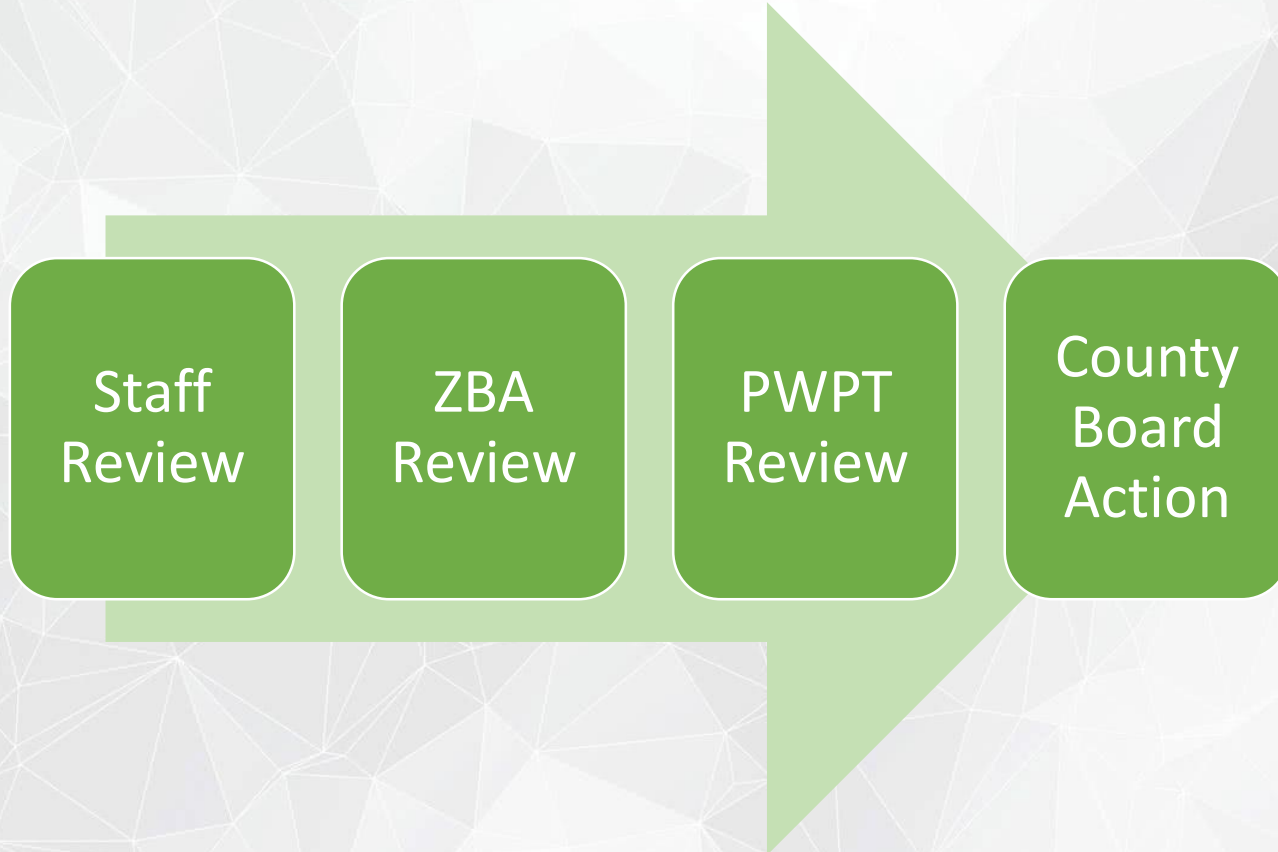 Staff
Review
ZBA
Review
PWPT
Review
County
Board
Action